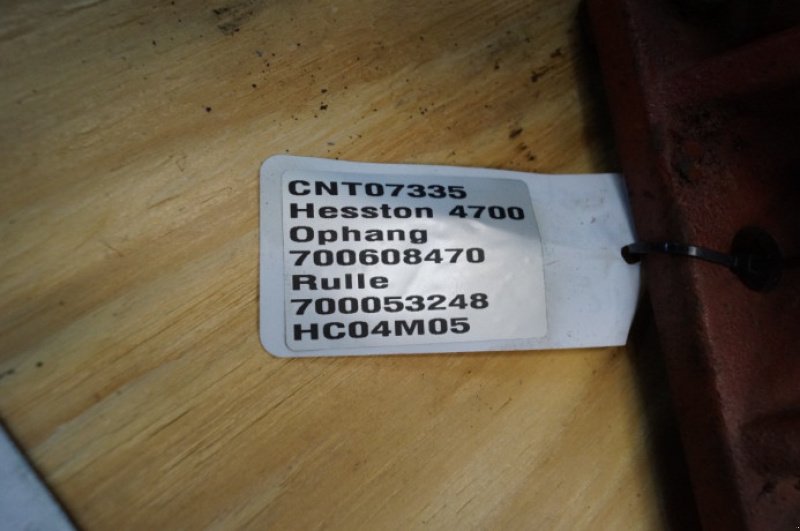 CNT07335
Hesston 4700
Ophang
700608470
Rulle
700053248
HC04M05